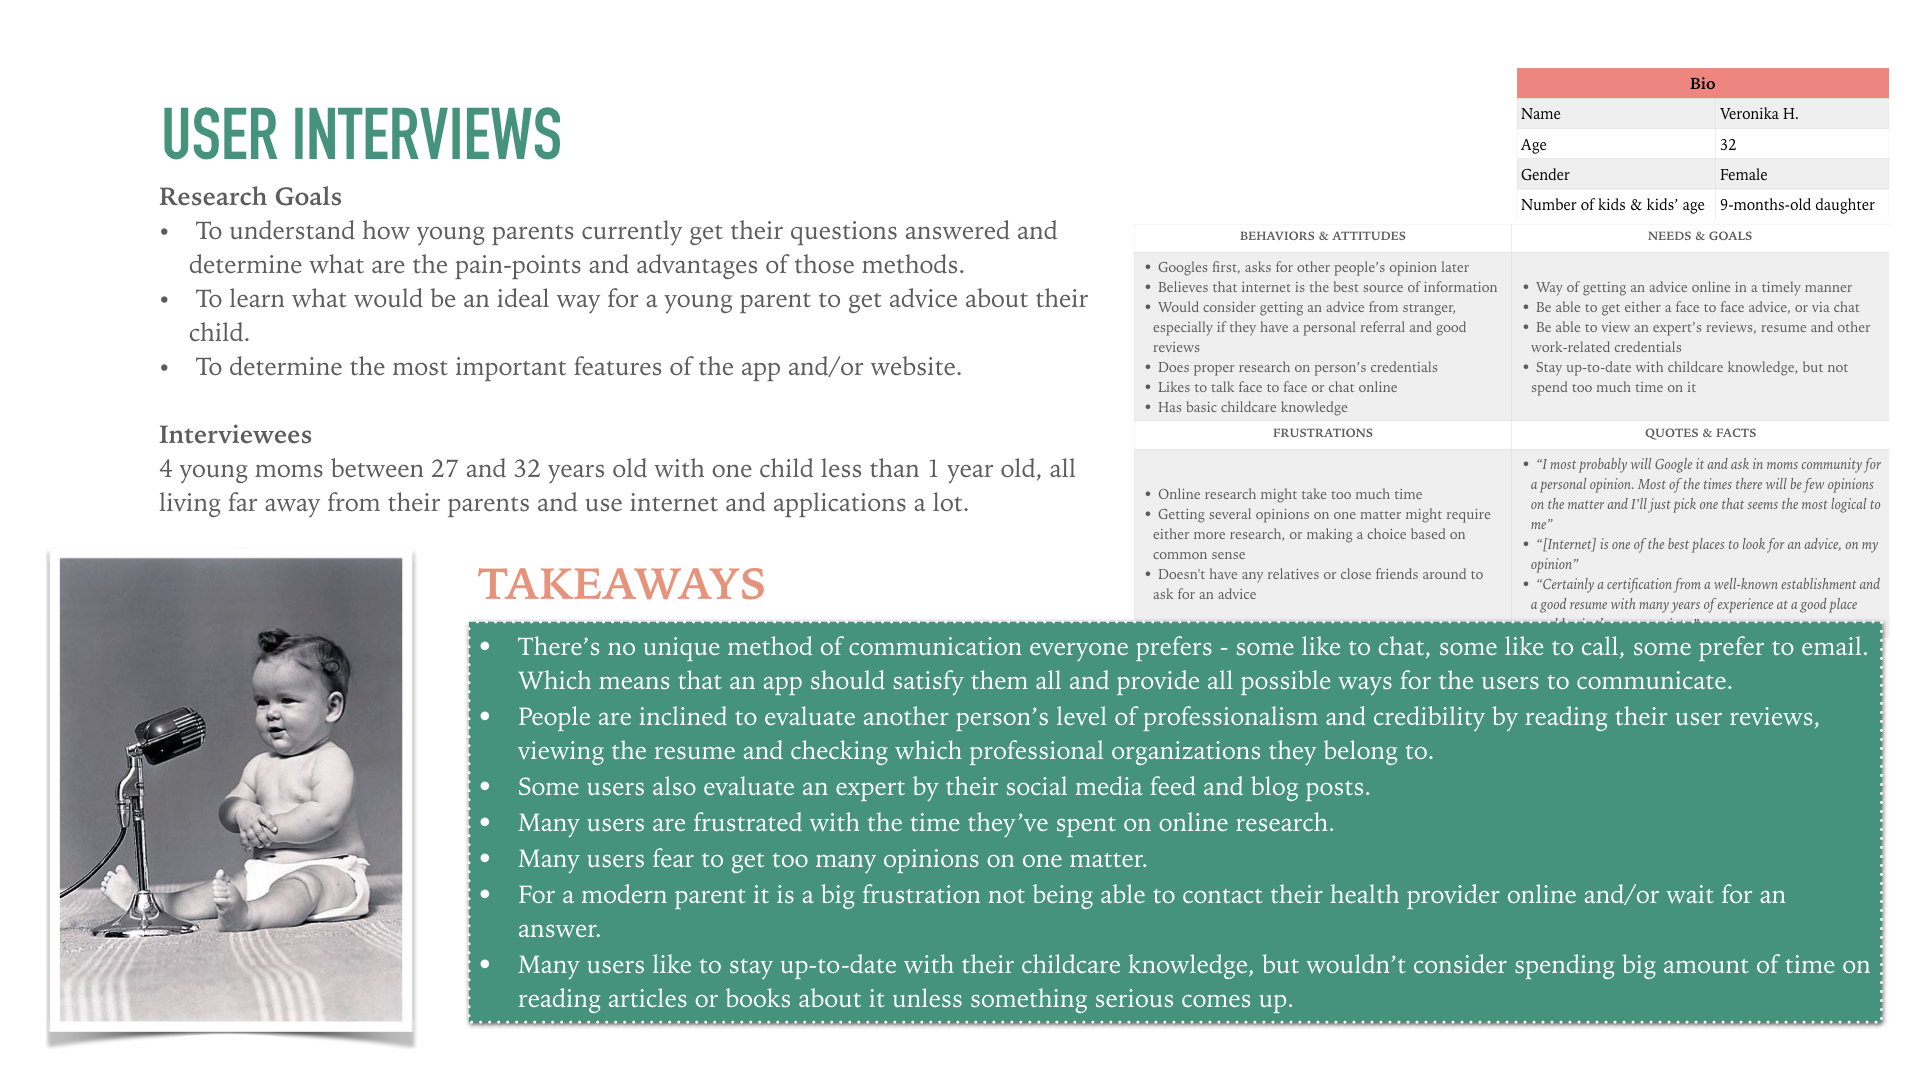 USER INTERVIEWS
Research Goals
• To understand how young parents currently get their questions answered and
determine what are the pain-points and advantages of those methods.
• To learn what would be an ideal way for a young parent to get advice about their
child.
• To determine the most important features of the app and/or website.
Interviewees
4 young moms between 27 and 32 years old with one child less than 1 year old, all
living far away from their parents and use internet and applications a lot.
Bio
Name Veronika H.
Age 32
Gender Female
Number of kids & kids’ age 9-months-old daughter
BEHAVIORS & ATTITUDES
• Googles first, asks for other people’s opinion later
• Believes that internet is the best source of information
• Would consider getting an advice from stranger,
especially if they have a personal referral and good
reviews
• Does proper research on person’s credentials
• Likes to talk face to face or chat online
• Has basic childcare knowledge
NEEDS & GOALS
• Way of getting an advice online in a timely manner
• Be able to get either a face to face advice, or via chat
• Be able to view an expert’s reviews, resume and other
work-related credentials
• Stay up-to-date with childcare knowledge, but not
spend too much time on it
FRUSTRATIONS
• Online research might take too much time
• Getting several opinions on one matter might require
either more research, or making a choice based on
common sense
• Doesn't have any relatives or close friends around to
ask for an advice
QUOTES & FACTS
• “I most probably will Google it and ask in moms community for
a personal opinion. Most of the times there will be few opinions
on the matter and I’ll just pick one that seems the most logical to
me”
• “[Internet] is one of the best places to look for an advice, on my
opinion”
• “Certainly a certification from a well-known establishment and
a good resume with many years of experience at a good place
TAKEAWAYS
• There’s no unique method of communication everyone prefers - some like to chat, some like to call, some prefer to email.
Which means that an app should satisfy them all and provide all possible ways for the users to communicate.
• People are inclined to evaluate another person’s level of professionalism and credibility by reading their user reviews,
viewing the resume and checking which professional organizations they belong to.
• Some users also evaluate an expert by their social media feed and blog posts.
• Many users are frustrated with the time they’ve spent on online research.
• Many users fear to get too many opinions on one matter.
• For a modern parent it is a big frustration not being able to contact their health provider online and/or wait for an
answer.
• Many users like to stay up-to-date with their childcare knowledge, but wouldn’t consider spending big amount of time on
reading articles or books about it unless something serious comes up.